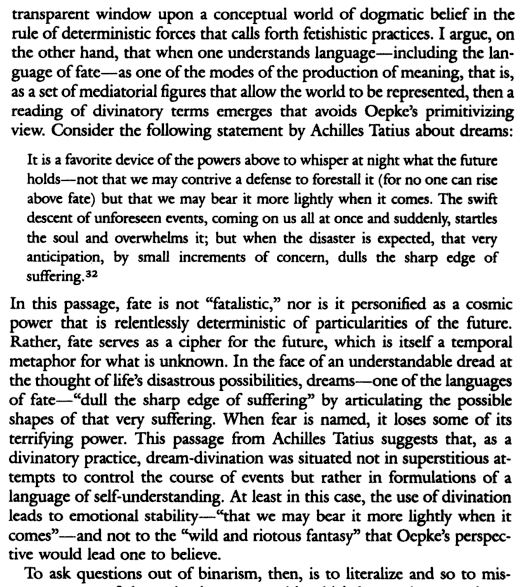 transparent window upon a conceptual world of dogmatic belief in the
rule of deterministic forces that calls forth fetishistic practices. I argue, on
the other hand, that when one understands language—including the lan-
guage of fate—as one of the modes of the production of meaning, that is,
as a set of mediatorial figures that allow the world to be represented, then a
reading of divinatory terms emerges that avoids Oepke's primitivizing
view. Consider the following statement by Achilles Tatius about dreams:
It is a favorite device of the powers above to whisper at night what the future
holds—not that we may contrive a defense to forestall it (for no one can rise
above fate) but that we may bear it more lightly when it comes. The swift
descent of unforeseen events, coming on us all at once and suddenly, startles
the soul and overwhelms it; but when the disaster is expected, that very
anticipation, by small increments of concern, dulls the sharp edge of
suffering.³²
In this passage, fate is not "fatalistic," nor is it personified as a cosmic
power that is relentlessly deterministic of particularities of the future.
Rather, fate serves as a cipher for the future, which is itself a temporal
metaphor for what is unknown. In the face of an understandable dread at
the thought of life's disastrous possibilities, dreams—one of the languages
of fate—"dull the sharp edge of suffering" by articulating the possible
shapes of that very suffering. When fear is named, it loses some of its
terrifying power. This passage from Achilles Tatius suggests that, as a
divinatory practice, dream-divination was situated not in superstitious at-
tempts to control the course of events but rather in formulations of a
language of self-understanding. At least in this case, the use of divination
leads to emotional stability—"that we may bear it more lightly when it
comes"—and not to the "wild and riotous fantasy" that Oepke's perspec-
tive would lead one to believe.
To ask questions out of binarism, then, is to literalize and so to mis-